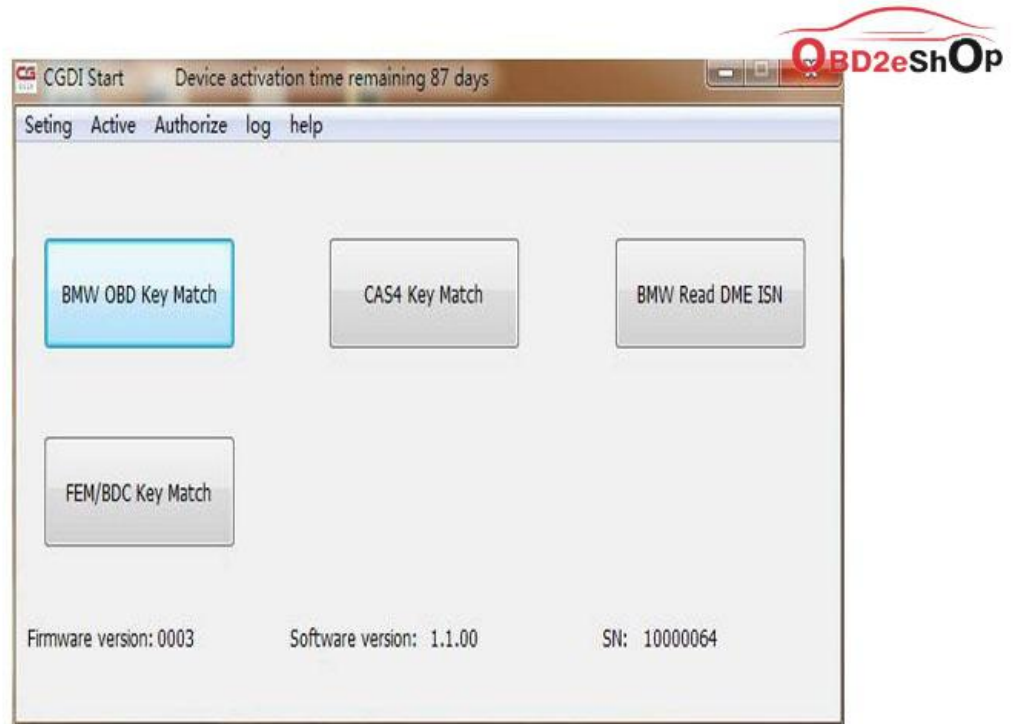 OBD2eShOp
CG CGDI Start Device activation time remaining 87 days
Seting Active Authorize log help
BMW OBD Key Match CAS4 Key Match BMW Read DME ISN
FEM/BDC Key Match
Firmware version: 0003 Software version: 1.1.00 SN: 10000064